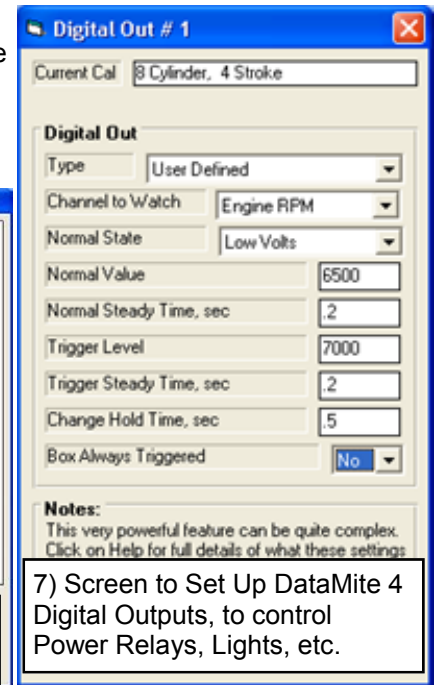 Digital Out # 1
e
Current Cal 8 Cylinder, 4 Stroke
Digital Out
Type User Defined
Channel to Watch Engine RPM
Normal State Low Volts
Normal Value 6500
Normal Steady Time, sec .2
Trigger Level 7000
Trigger Steady Time, sec .2
Change Hold Time, sec .5
Box Always Triggered No
Notes:
This very powerful feature can be quite complex.
Click on Help for full details of what these settings
7) Screen to Set Up DataMite 4
Digital Outputs, to control
Power Relays, Lights, etc.